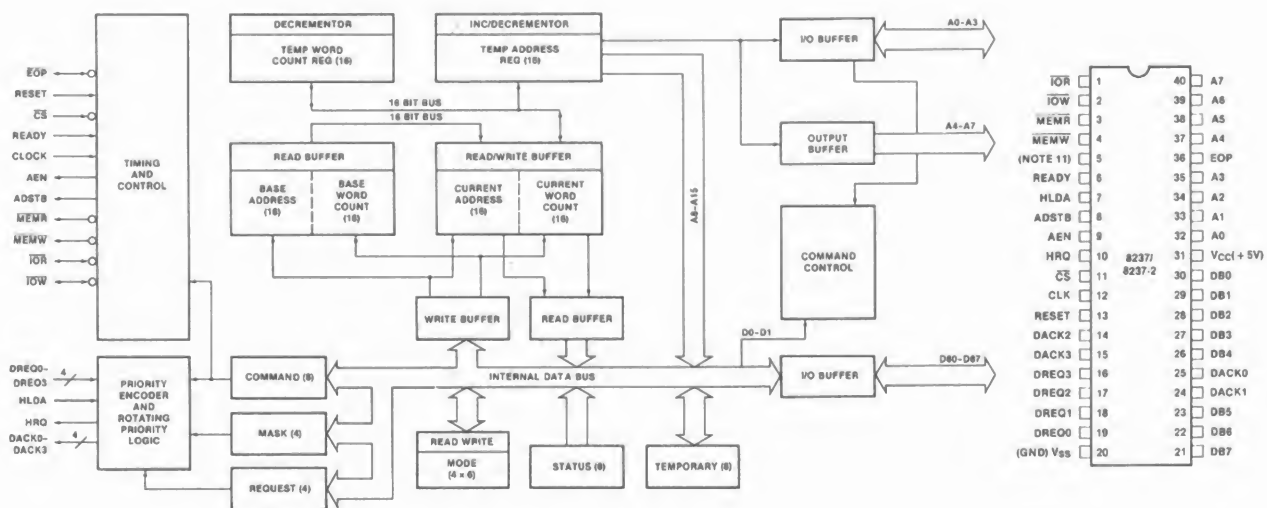 DECREMENTOR
TEMP WORD
COUNT REG (16)
INC/DECREMENTOR
TEMP ADDRESS
REG (15)
16 BIT BUS
16 BIT BUS
READ BUFFER
BASE
ADDRESS
(16)
BASE
WORD
COUNT
(16)
READ/WRITE BUFFER
CURRENT
ADDRESS
(16)
CURRENT
WORD
COUNT
(16)
WRITE BUFFER
READ BUFFER
A8-A15
I/O BUFFER
A0-A3
OUTPUT
BUFFER
A4-A7
COMMAND
CONTROL
D0-D1
I/O BUFFER
DB0-DB7
INTERNAL DATA BUS
EOP
RESET
CS
READY
CLOCK
AEN
ADSTB
MEMR
MEMW
IOR
IOW
TIMING
AND
CONTROL
DREQ0-
DREQ3
4
HLDA
HRQ
DACK0-
DACK3
4
PRIORITY
ENCODER
AND
ROTATING
PRIORITY
LOGIC
COMMAND (8)
MASK (4)
REQUEST (4)
READ WRITE
MODE
(4 × 6)
STATUS (8)
TEMPORARY (8)
IOR 1 40 A7
IOW 2 39 A6
MEMR 3 38 A5
MEMW 4 37 A4
(NOTE 11) 5 36 EOP
READY 6 35 A3
HLDA 7 34 A2
ADSTB 8 33 A1
AEN 9 32 A0
HRQ 10 31 VCC(+5V)
8237/
8237-2
CS 11 30 DB0
CLK 12 29 DB1
RESET 13 28 DB2
DACK2 14 27 DB3
DACK3 15 26 DB4
DREQ3 16 25 DACK0
DREQ2 17 24 DACK1
DREQ1 18 23 DB5
DREQ0 19 22 DB6
(GND) VSS 20 21 DB7